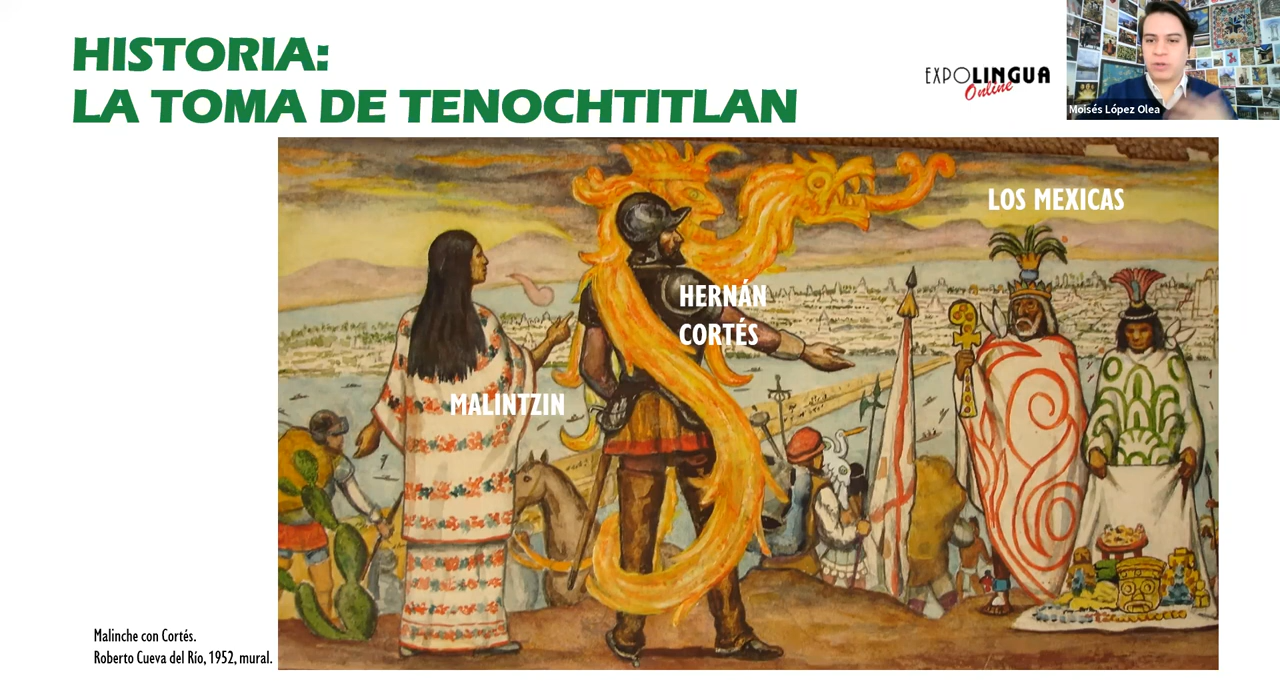 HISTORIA:
LA TOMA DE TENOCHTITLAN
EXPOLINGUA
Online
Moisés López Olea
LOS MEXICAS
HERNÁN
CORTÉS
MALINTZIN
Malinche con Cortés.
Roberto Cueva del Río, 1952, mural.